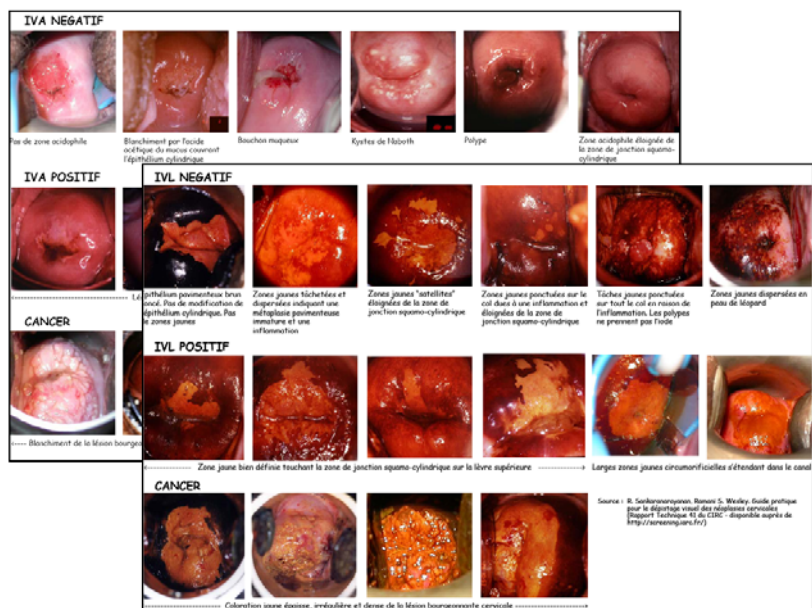 IVA NEGATIF
Pas de zone acidophile
Blanchiment par l'acide
acétique du mucus couvrant
l'épithélium cylindrique
Bouchon muqueux
Kystes de Naboth
Polype
Zone acidophile éloignée de
la zone de jonction squamo-
cylindrique
IVA POSITIF
CANCER
<---- Blanchiment de la lésion bourgeo
IVL NEGATIF
épithélium pavimenteux brun
foncé. Pas de modification de
l'épithélium cylindrique. Pas
de zones jaunes
Zones jaunes tâchetées et
dispersées indiquant une
métaplasie pavimenteuse
immature et une
inflammation
Zones jaunes "satellites"
éloignées de la zone de
jonction squamo-cylindrique
Zones jaunes ponctuées sur le
col dues à une inflammation et
éloignées de la zone de
jonction squamo-cylindrique
Tâches jaunes ponctuées
sur tout le col en raison de
l'inflammation. Les polypes
ne prennent pas l'iode
Zones jaunes dispersées en
peau de léopard
IVL POSITIF
Zone jaune bien définie touchant la zone de jonction squamo-cylindrique sur la lèvre supérieure
Larges zones jaunes circumorificielles s'étendant dans le canal
CANCER
Coloration jaune épaisse, irrégulière et dense de la lésion bourgeonnante cervicale
Source : R. Sankaranarayanan, Ramani S. Wesley. Guide pratique
pour le dépistage visuel des néoplasies cervicales
(Rapport Technique 41 du CIRC - disponible auprès de
http://screening.iarc.fr/)